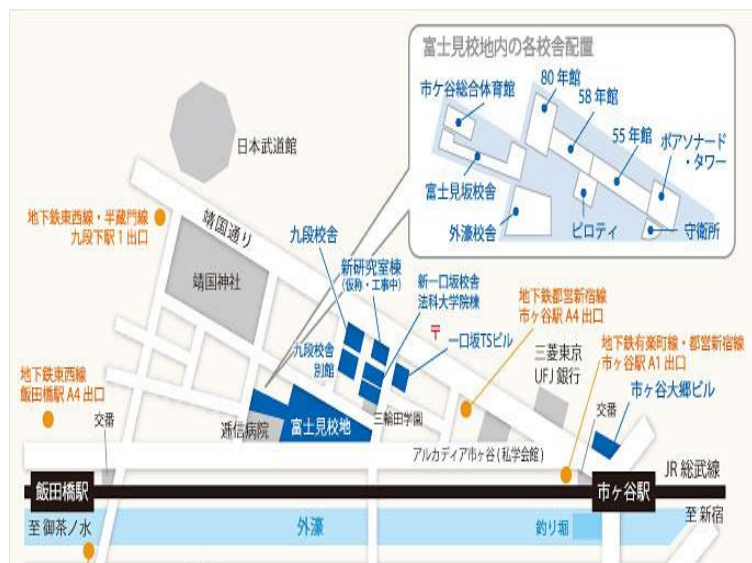 富士見校地内の各校舎配置
80年館
市ケ谷総合体育館
58年館
55年館
ボアソナード
・タワー
富士見坂校舎
外濠校舎
ピロティ
守衛所
日本武道館
地下鉄東西線・半蔵門線
九段下駅1出口
靖国通り
九段校舎
靖国神社
新研究室棟
(仮称・工事中)
新一口坂校舎
法科大学院棟
地下鉄都営新宿線
市ケ谷駅A4出口
〒
一口坂TSビル
地下鉄有楽町線・都営新宿線
市ケ谷駅A1出口
九段校舎
別館
三菱東京
UFJ銀行
地下鉄東西線
飯田橋駅A4出口
市ヶ谷大郷ビル
交番
交番
逓信病院
富士見校地
三輪田学園
アルカディア市ヶ谷(私学会館)
JR総武線
飯田橋駅
市ヶ谷駅
至御茶ノ水
外濠
釣り堀
至新宿